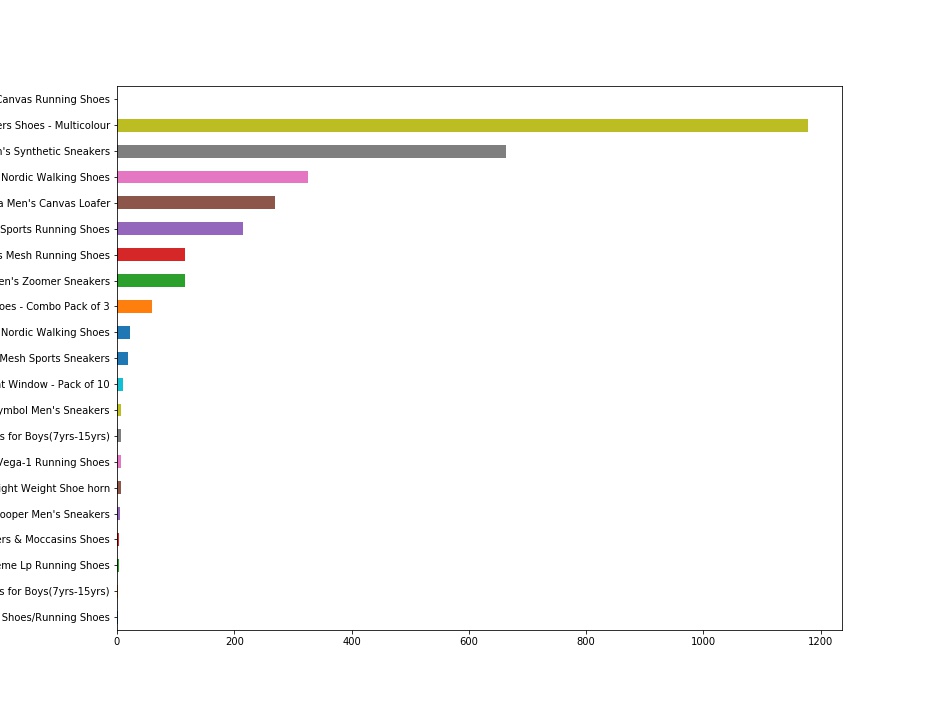 Canvas Running Shoes
ers Shoes - Multicolour
n's Synthetic Sneakers
Nordic Walking Shoes
a Men's Canvas Loafer
Sports Running Shoes
s Mesh Running Shoes
en's Zoomer Sneakers
oes - Combo Pack of 3
Nordic Walking Shoes
Mesh Sports Sneakers
nt Window - Pack of 10
ymbol Men's Sneakers
s for Boys(7yrs-15yrs)
Vega-1 Running Shoes
ight Weight Shoe horn
ooper Men's Sneakers
ers & Moccasins Shoes
eme Lp Running Shoes
s for Boys(7yrs-15yrs)
Shoes/Running Shoes
0 200 400 600 800 1000 1200